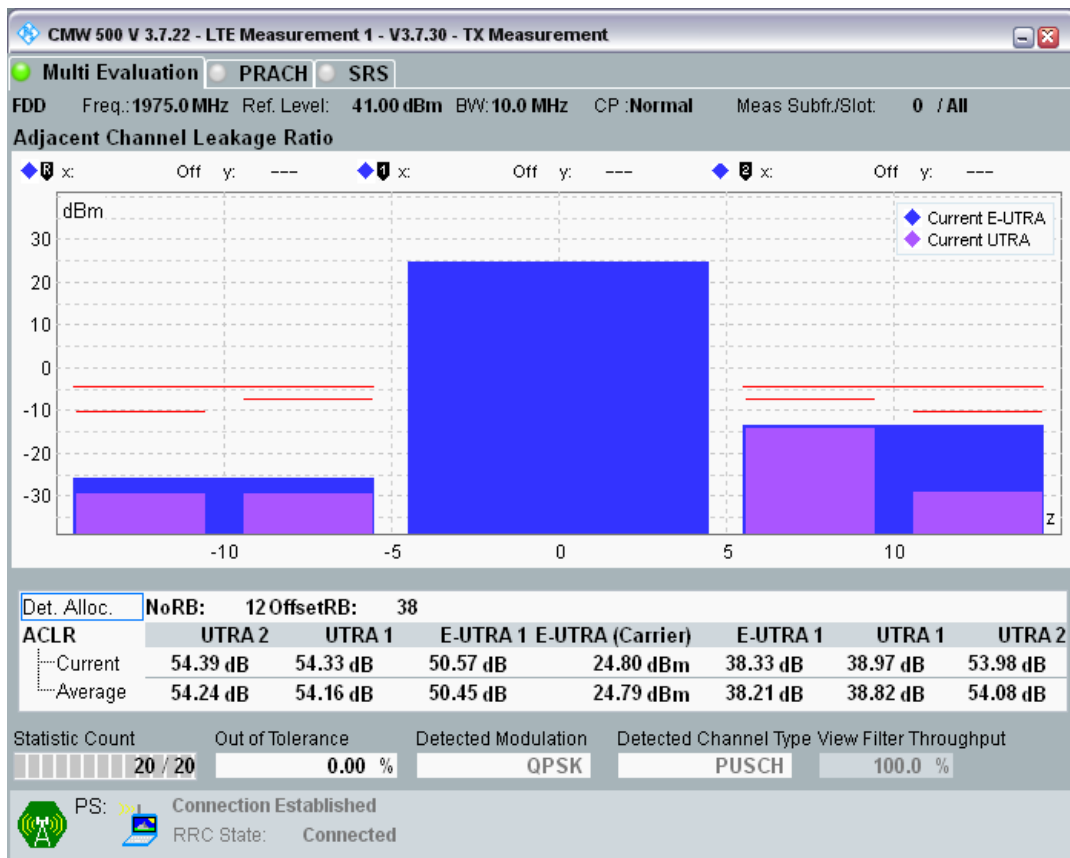 CMW 500 V 3.7.22 - LTE Measurement 1 - V3.7.30 - TX Measurement
Multi Evaluation PRACH SRS
FDD Freq.: 1975.0 MHz Ref. Level: 41.00 dBm BW: 10.0 MHz CP :Normal Meas Subfr./Slot: 0 / All
Adjacent Channel Leakage Ratio
R x: Off y: --- 1 x: Off y: --- 2 x: Off y: ---
dBm
Current E-UTRA
Current UTRA
30
20
10
0
-10
-20
-30
z
-10 -5 0 5 10
Det. Alloc. NoRB: 12 OffsetRB: 38
ACLR UTRA 2 UTRA 1 E-UTRA 1 E-UTRA (Carrier) E-UTRA 1 UTRA 1 UTRA 2
Current 54.39 dB 54.33 dB 50.57 dB 24.80 dBm 38.33 dB 38.97 dB 53.98 dB
Average 54.24 dB 54.16 dB 50.45 dB 24.79 dBm 38.21 dB 38.82 dB 54.08 dB
Statistic Count Out of Tolerance Detected Modulation Detected Channel Type View Filter Throughput
20 / 20 0.00 % QPSK PUSCH 100.0 %
PS: Connection Established
RRC State: Connected